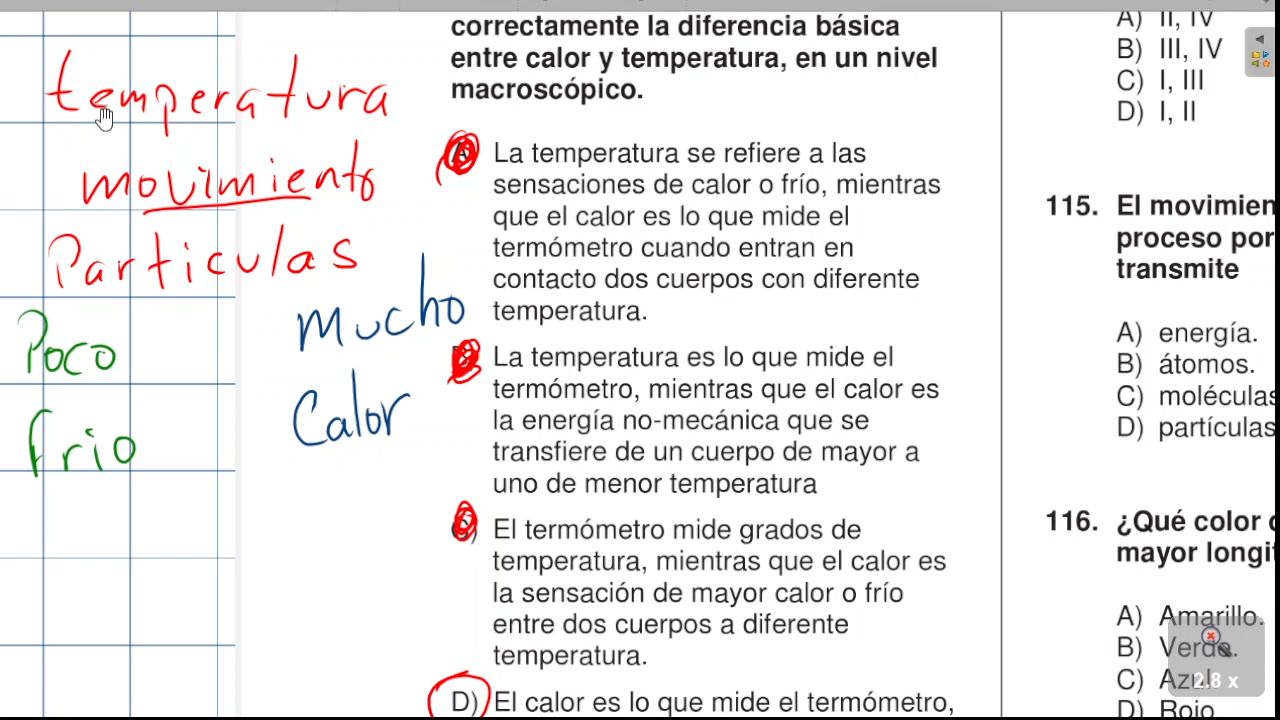 temperatura
movimiento
Particulas
Poco
frio
Mucho
Calor
correctamente la diferencia básica
entre calor y temperatura, en un nivel
macroscópico.
La temperatura se refiere a las
sensaciones de calor o frío, mientras
que el calor es lo que mide el
termómetro cuando entran en
contacto dos cuerpos con diferente
temperatura.
La temperatura es lo que mide el
termómetro, mientras que el calor es
la energía no-mecánica que se
transfiere de un cuerpo de mayor a
uno de menor temperatura
El termómetro mide grados de
temperatura, mientras que el calor es
la sensación de mayor calor o frío
entre dos cuerpos a diferente
temperatura.
D) El calor es lo que mide el termómetro,
A) II, IV
B) III, IV
C) I, III
D) I, II
115. El movimien
proceso por
transmite
A) energía.
B) átomos.
C) moléculas
D) partículas
116. ¿Qué color
mayor longit
A) Amarillo.
B) Verde.
C) Azul.
D) Rojo
2.8 x